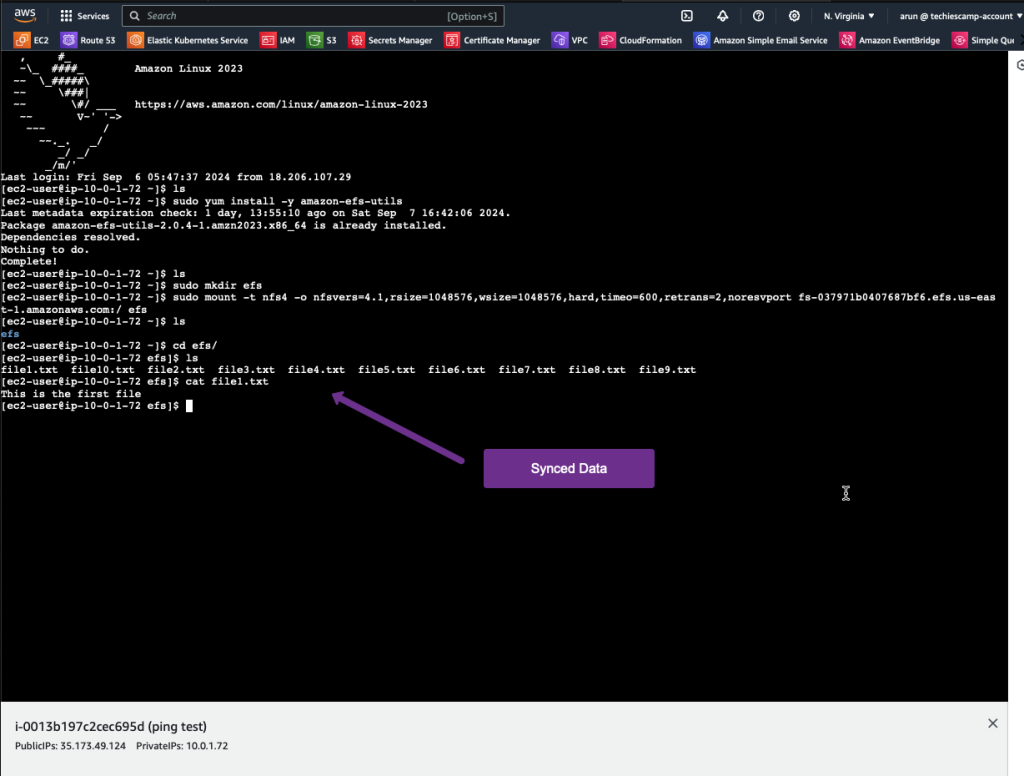 aws Services Search [Option+S] N. Virginia ▼ arun @ techiescamp-account ▼
EC2 Route 53 Elastic Kubernetes Service IAM S3 Secrets Manager Certificate Manager VPC CloudFormation Amazon Simple Email Service Amazon EventBridge Simple Qu
,     #_
~\_  ####_        Amazon Linux 2023
~~  \_#####\
~~     \###|
~~       \#/ ___   https://aws.amazon.com/linux/amazon-linux-2023
~~       V~' '->
~~~         /
~~._.   _/
_/ _/
_/m/'
Last login: Fri Sep  6 05:47:37 2024 from 18.206.107.29
[ec2-user@ip-10-0-1-72 ~]$ ls
[ec2-user@ip-10-0-1-72 ~]$ sudo yum install -y amazon-efs-utils
Last metadata expiration check: 1 day, 13:55:10 ago on Sat Sep  7 16:42:06 2024.
Package amazon-efs-utils-2.0.4-1.amzn2023.x86_64 is already installed.
Dependencies resolved.
Nothing to do.
Complete!
[ec2-user@ip-10-0-1-72 ~]$ ls
[ec2-user@ip-10-0-1-72 ~]$ sudo mkdir efs
[ec2-user@ip-10-0-1-72 ~]$ sudo mount -t nfs4 -o nfsvers=4.1,rsize=1048576,wsize=1048576,hard,timeo=600,retrans=2,noresvport fs-037971b0407687bf6.efs.us-eas
t-1.amazonaws.com:/ efs
[ec2-user@ip-10-0-1-72 ~]$ ls
efs
[ec2-user@ip-10-0-1-72 ~]$ cd efs/
[ec2-user@ip-10-0-1-72 efs]$ ls
file1.txt  file10.txt  file2.txt  file3.txt  file4.txt  file5.txt  file6.txt  file7.txt  file8.txt  file9.txt
[ec2-user@ip-10-0-1-72 efs]$ cat file1.txt
This is the first file
[ec2-user@ip-10-0-1-72 efs]$
Synced Data
i-0013b197c2cec695d (ping test)
PublicIPs: 35.173.49.124 PrivateIPs: 10.0.1.72